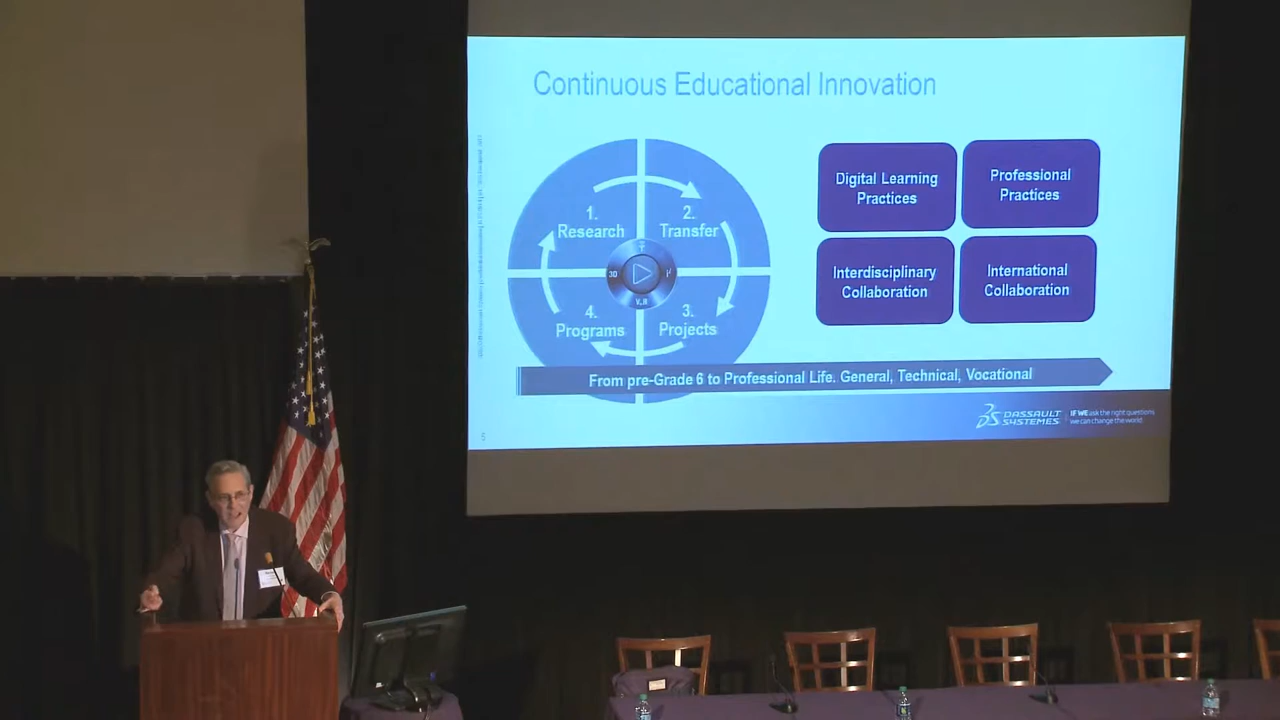 Continuous Educational Innovation
1.
Research
2.
Transfer
3D
V.R
4.
Programs
3.
Projects
Digital Learning
Practices
Professional
Practices
Interdisciplinary
Collaboration
International
Collaboration
From pre-Grade 6 to Professional Life. General, Technical, Vocational
DASSAULT
SYSTEMES
IF WE ask the right questions
we can change the world.